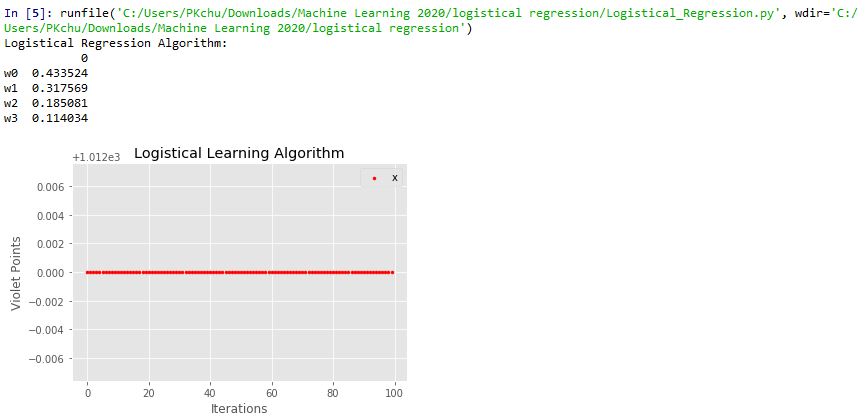 In [5]: runfile('C:/Users/PKchu/Downloads/Machine Learning 2020/logistical regression/Logistical_Regression.py', wdir='C:/
Users/PKchu/Downloads/Machine Learning 2020/logistical regression')
Logistical Regression Algorithm:
0
w0 0.433524
w1 0.317569
w2 0.185081
w3 0.114034
+1.012e3
Logistical Learning Algorithm
x
0.006
0.004
0.002
0.000
−0.002
−0.004
−0.006
Violet Points
0 20 40 60 80 100
Iterations